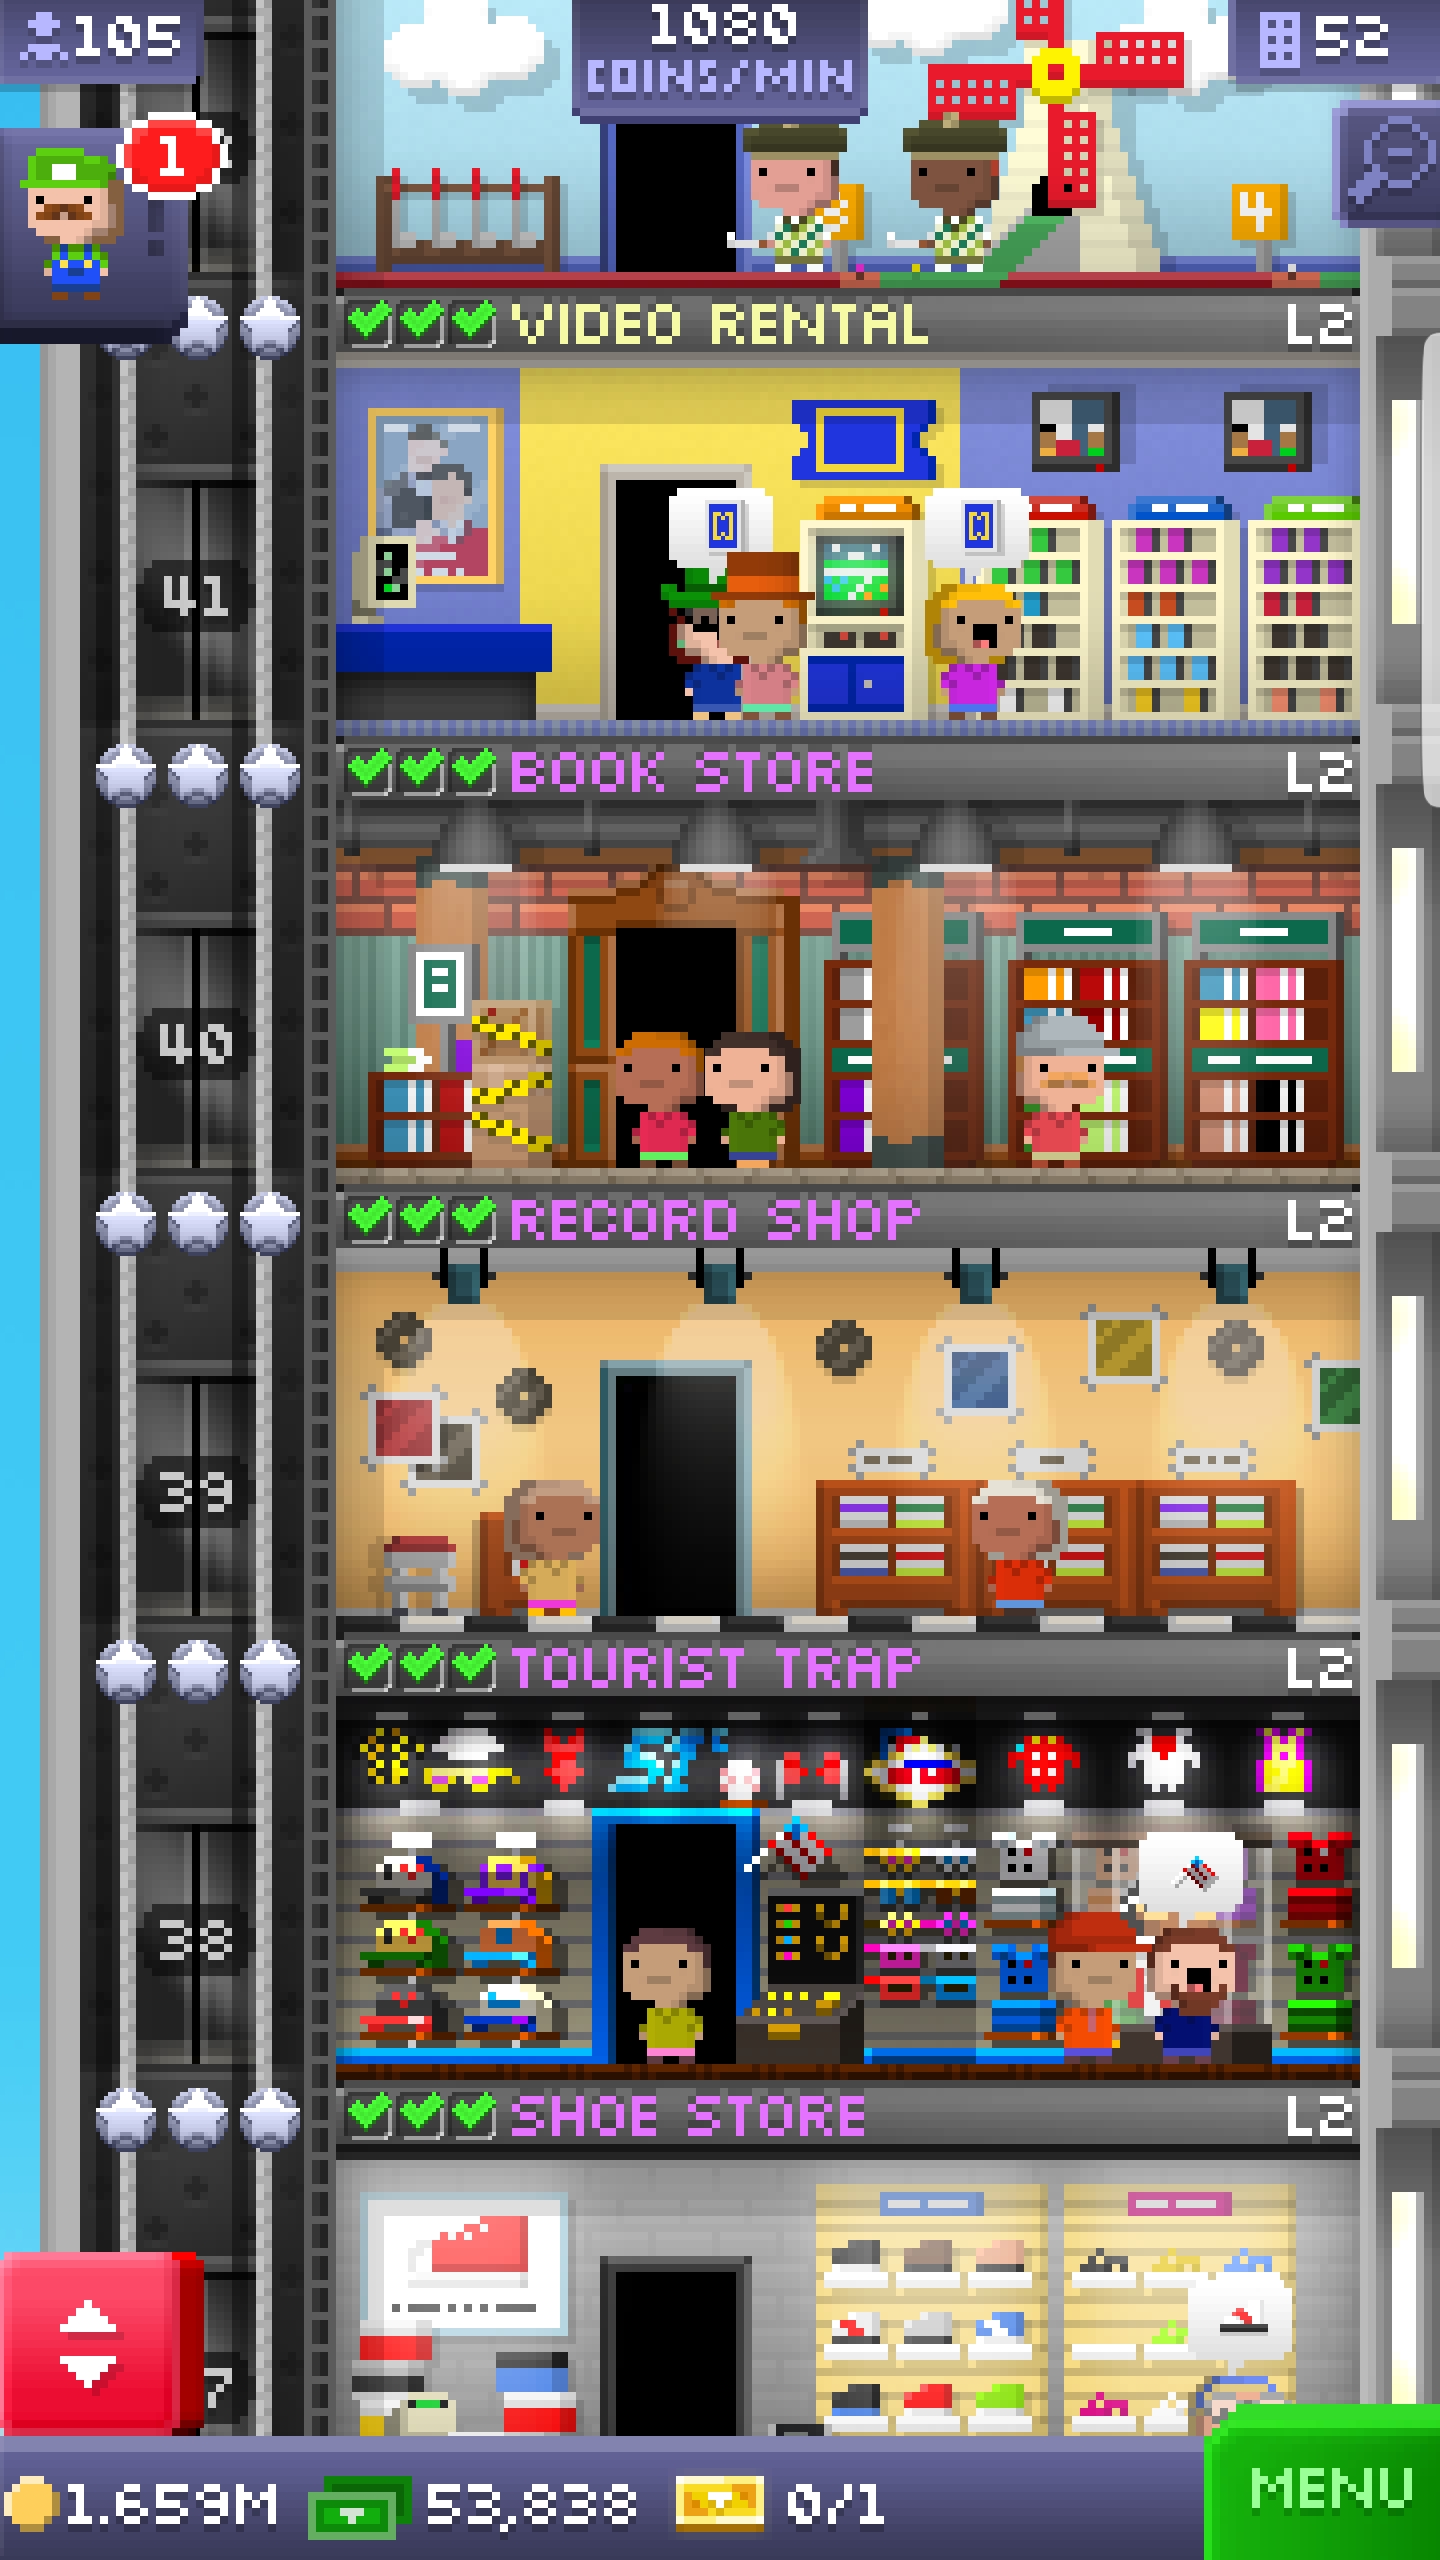 105
1080
COINS/MIN
52
1
4
VIDEO RENTAL
L2
41
BOOK STORE
L2
40
RECORD SHOP
L2
39
TOURIST TRAP
L2
38
SHOE STORE
L2
7
1.659M
53,838
0/1
MENU